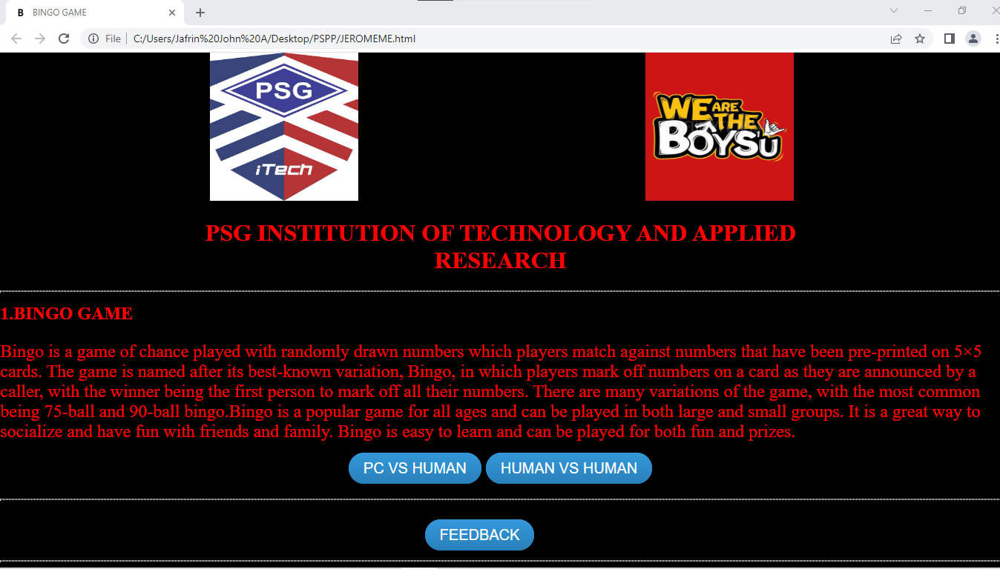 B BINGO GAME
File C:/Users/Jafrin%20John%20A/Desktop/PSPP/JEROMEME.html
PSG
iTech
WE ARE
THE
BOYS'U
PSG INSTITUTION OF TECHNOLOGY AND APPLIED
RESEARCH
1.BINGO GAME
Bingo is a game of chance played with randomly drawn numbers which players match against numbers that have been pre-printed on 5×5
cards. The game is named after its best-known variation, Bingo, in which players mark off numbers on a card as they are announced by a
caller, with the winner being the first person to mark off all their numbers. There are many variations of the game, with the most common
being 75-ball and 90-ball bingo.Bingo is a popular game for all ages and can be played in both large and small groups. It is a great way to
socialize and have fun with friends and family. Bingo is easy to learn and can be played for both fun and prizes.
PC VS HUMAN HUMAN VS HUMAN
FEEDBACK